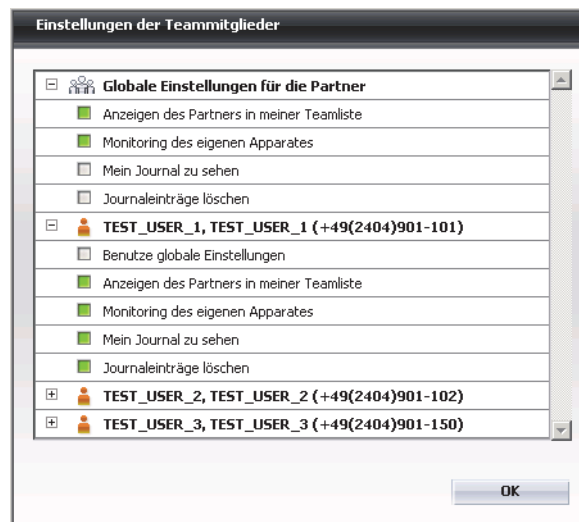 Einstellungen der Teammitglieder
Globale Einstellungen für die Partner
Anzeigen des Partners in meiner Teamliste
Monitoring des eigenen Apparates
Mein Journal zu sehen
Journaleinträge löschen
TEST_USER_1, TEST_USER_1 (+49(2404)901-101)
Benutze globale Einstellungen
Anzeigen des Partners in meiner Teamliste
Monitoring des eigenen Apparates
Mein Journal zu sehen
Journaleinträge löschen
TEST_USER_2, TEST_USER_2 (+49(2404)901-102)
TEST_USER_3, TEST_USER_3 (+49(2404)901-150)
OK